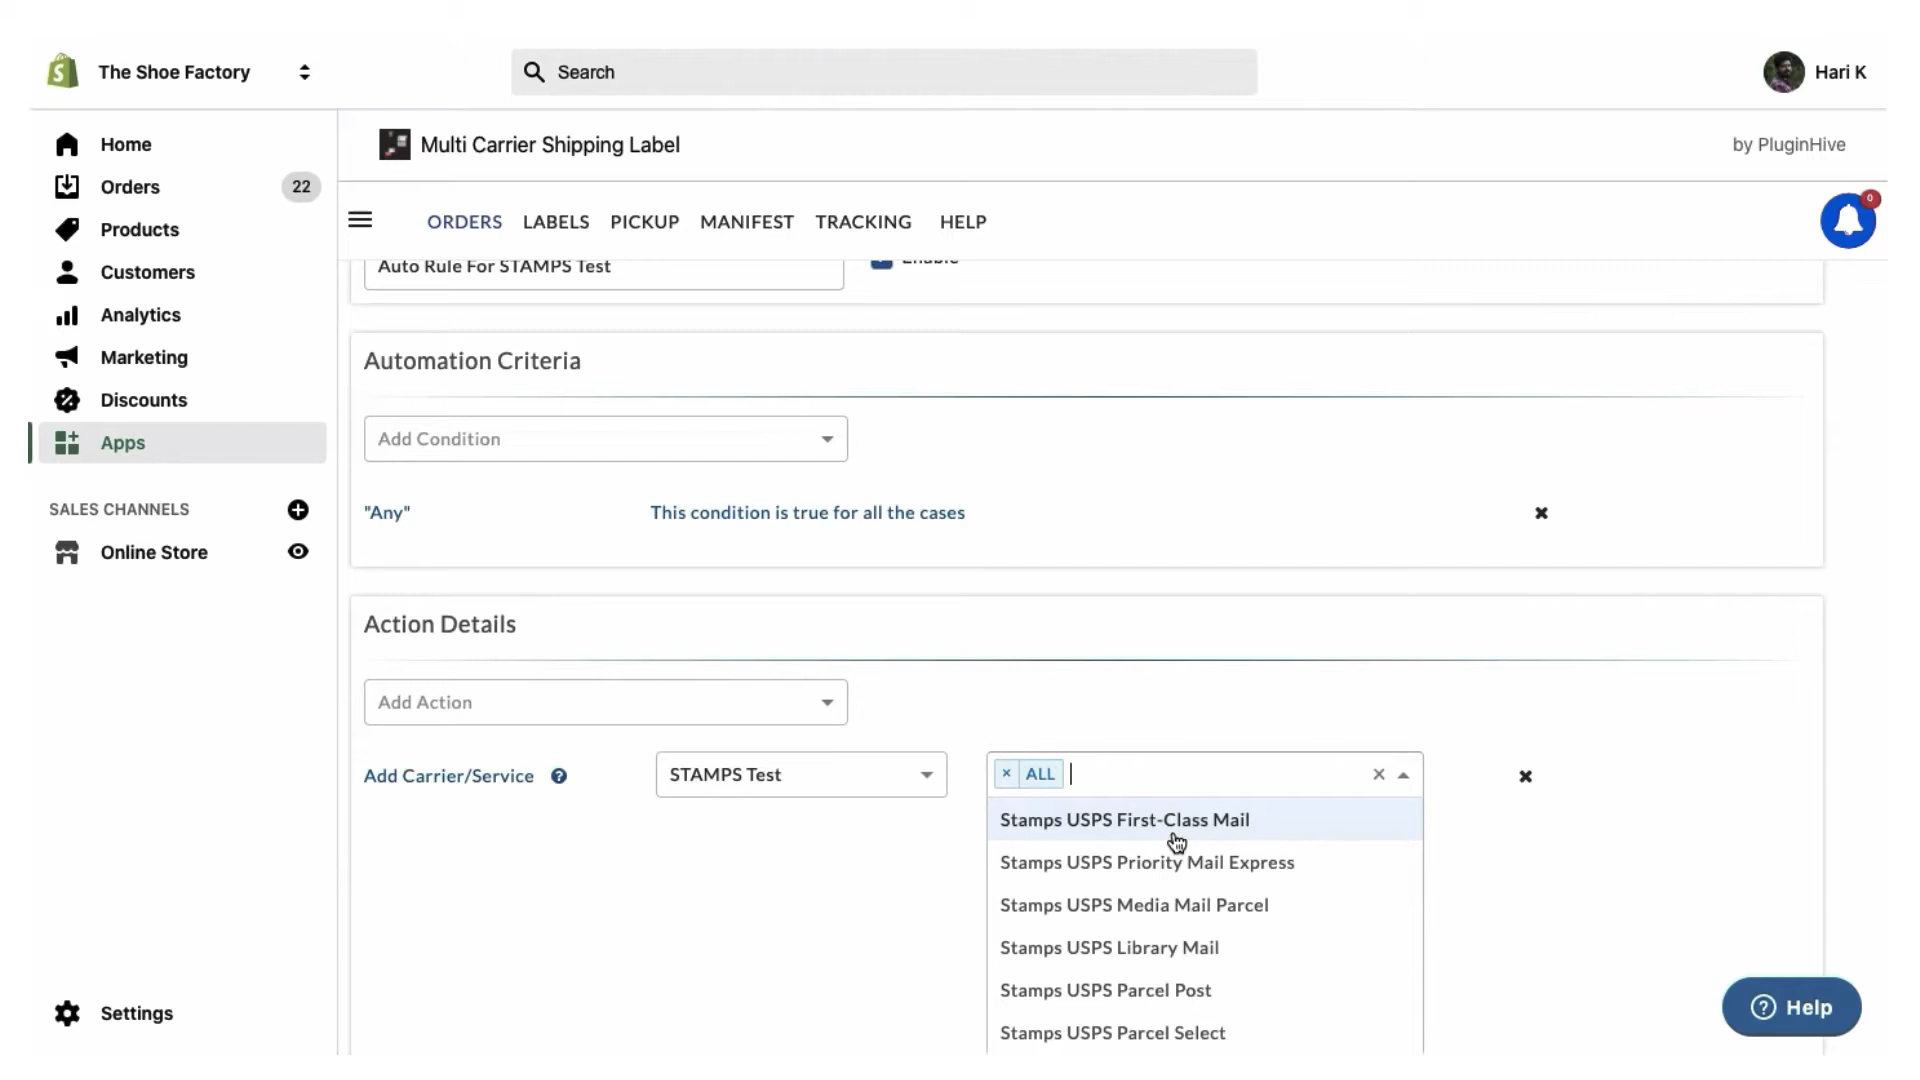 The Shoe Factory
Search
Hari K
Home
Orders
22
Products
Customers
Analytics
Marketing
Discounts
Apps
SALES CHANNELS
Online Store
Settings
Multi Carrier Shipping Label
by PluginHive
ORDERS LABELS PICKUP MANIFEST TRACKING HELP
0
Auto Rule For STAMPS Test
Enable
Automation Criteria
Add Condition
"Any"
This condition is true for all the cases
Action Details
Add Action
Add Carrier/Service
STAMPS Test
× ALL
Stamps USPS First-Class Mail
Stamps USPS Priority Mail Express
Stamps USPS Media Mail Parcel
Stamps USPS Library Mail
Stamps USPS Parcel Post
Stamps USPS Parcel Select
Help